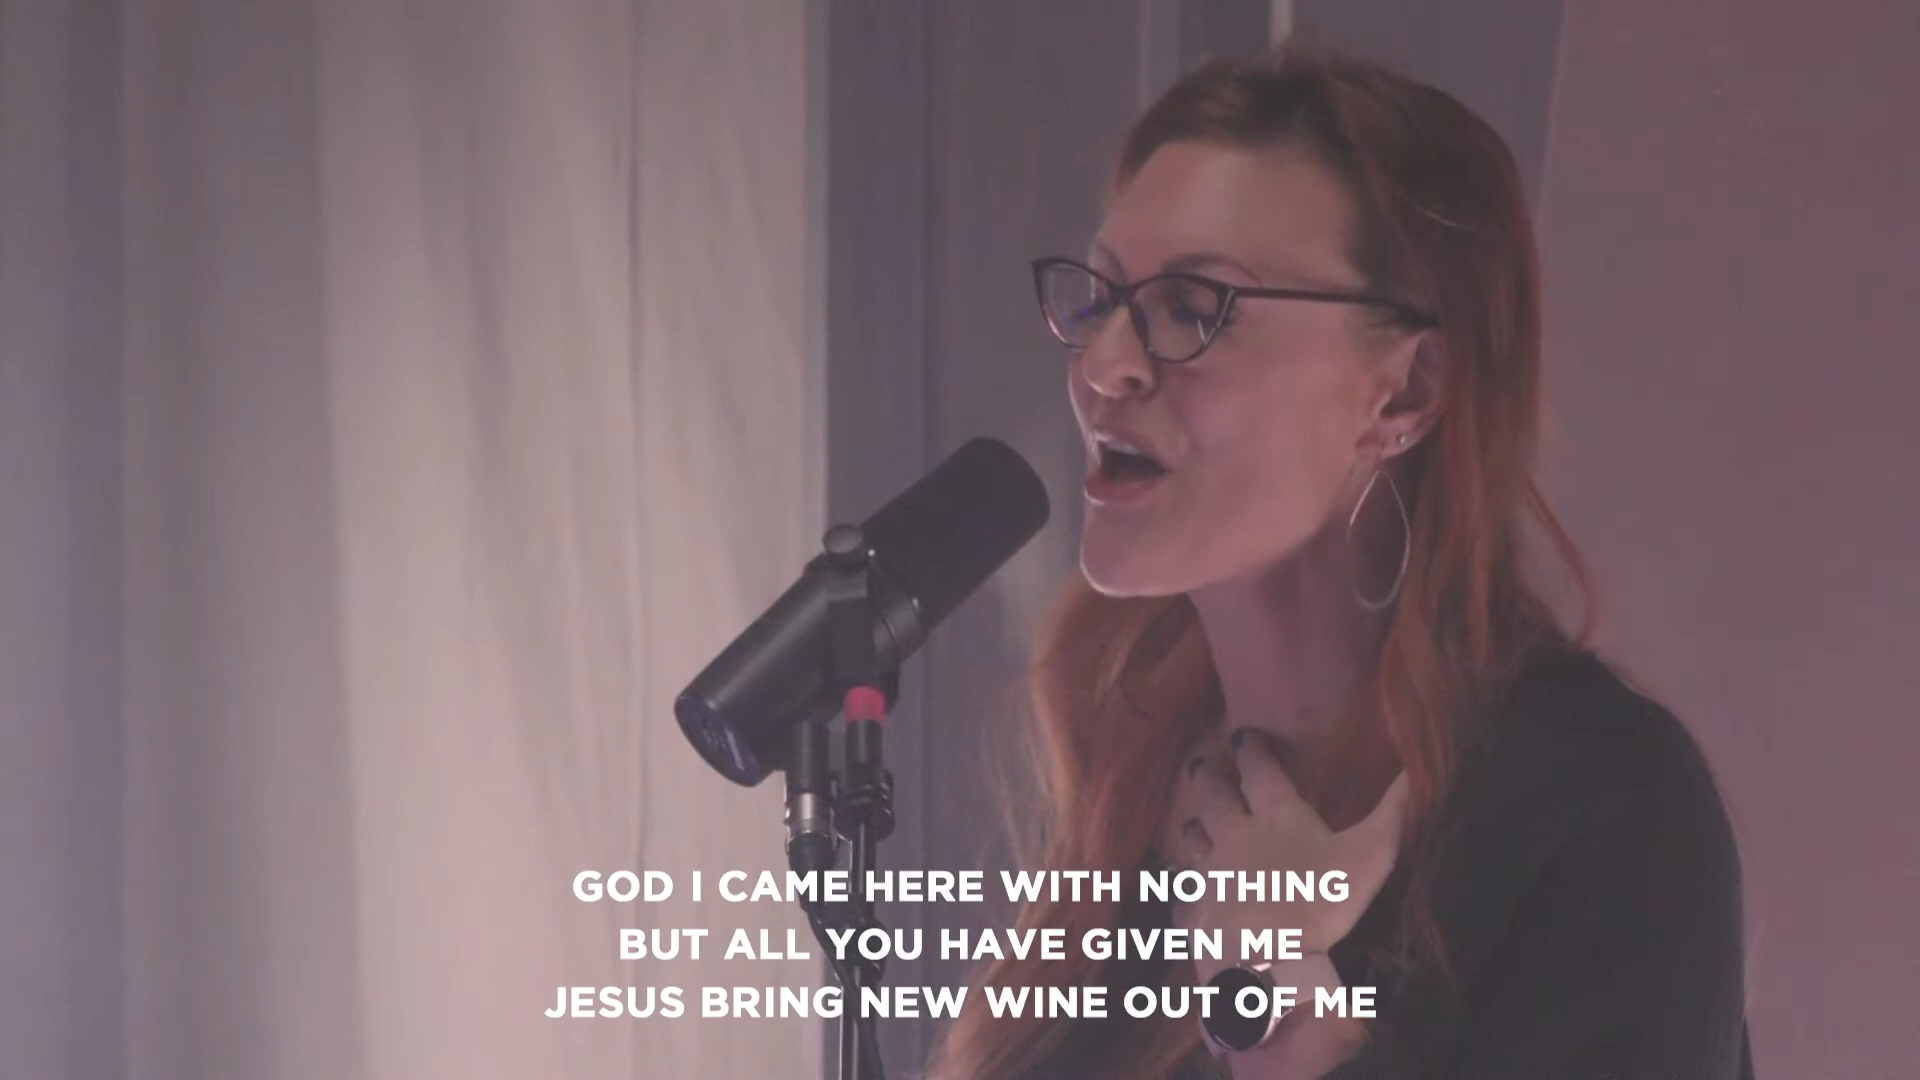 GOD I CAME HERE WITH NOTHING
BUT ALL YOU HAVE GIVEN ME
JESUS BRING NEW WINE OUT OF ME